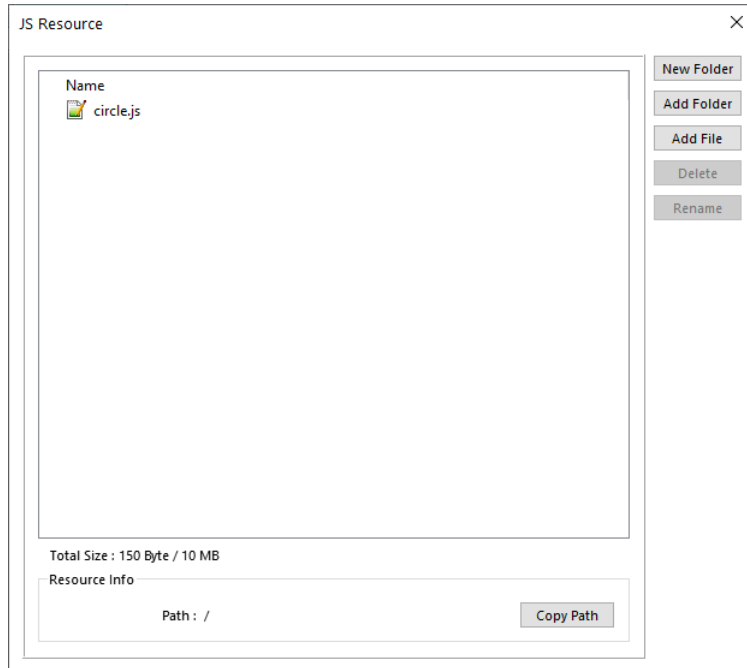 JS Resource
Name
circle.js
New Folder
Add Folder
Add File
Delete
Rename
Total Size : 150 Byte / 10 MB
Resource Info
Path : /
Copy Path